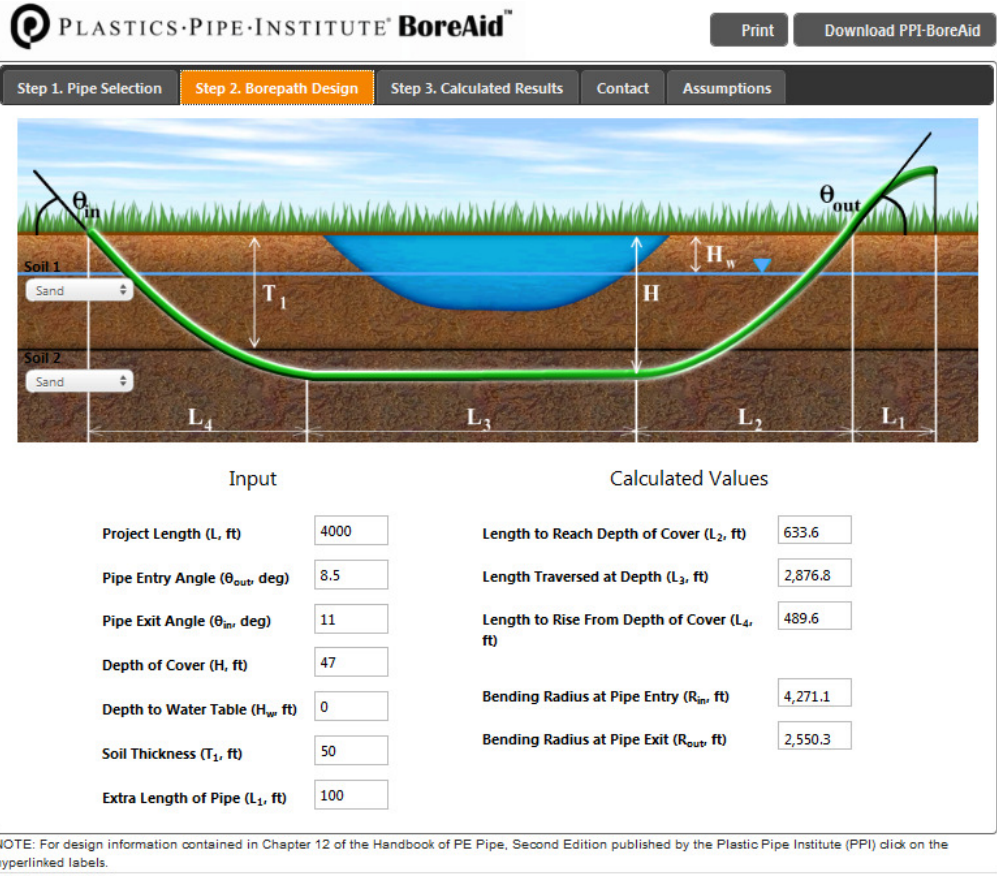 PLASTICS·PIPE·INSTITUTE® BoreAid™
Print
Download PPI-BoreAid
Step 1. Pipe Selection
Step 2. Borepath Design
Step 3. Calculated Results
Contact
Assumptions
θin
θout
Soil 1
Sand
T1
H
Hw
Soil 2
Sand
L4
L3
L2
L1
Input
Calculated Values
Project Length (L, ft) 4000
Pipe Entry Angle (θout, deg) 8.5
Pipe Exit Angle (θin, deg) 11
Depth of Cover (H, ft) 47
Depth to Water Table (Hw, ft) 0
Soil Thickness (T1, ft) 50
Extra Length of Pipe (L1, ft) 100
Length to Reach Depth of Cover (L2, ft) 633.6
Length Traversed at Depth (L3, ft) 2,876.8
Length to Rise From Depth of Cover (L4, 489.6
ft)
Bending Radius at Pipe Entry (Rin, ft) 4,271.1
Bending Radius at Pipe Exit (Rout, ft) 2,550.3
NOTE: For design information contained in Chapter 12 of the Handbook of PE Pipe, Second Edition published by the Plastic Pipe Institute (PPI) click on the
hyperlinked labels.